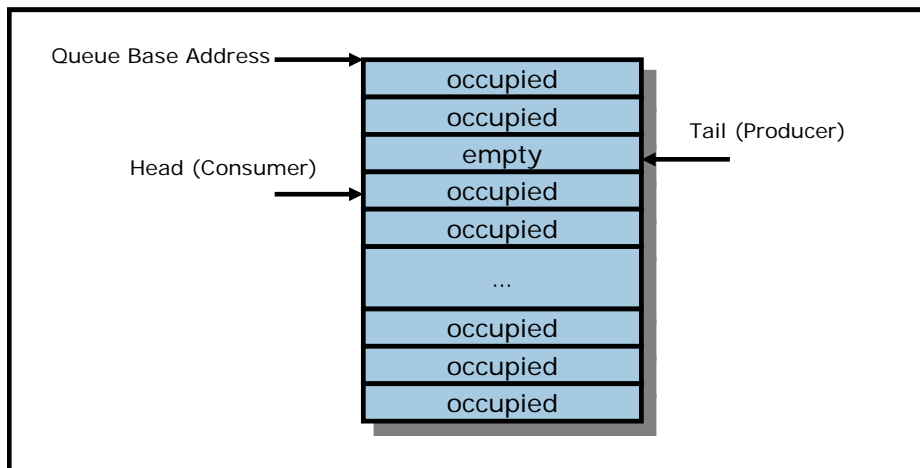 Queue Base Address
occupied
occupied
Tail (Producer)
empty
Head (Consumer)
occupied
occupied
...
occupied
occupied
occupied